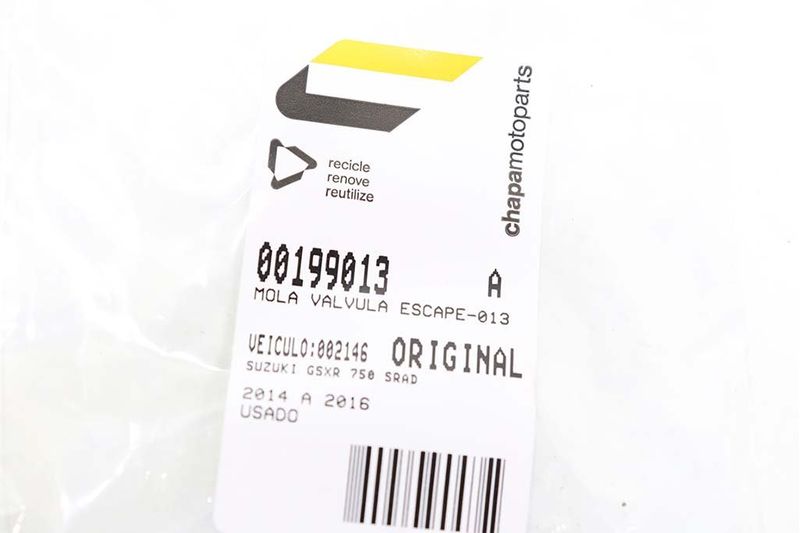 chapamotoparts
recicle
renove
reutilize
00199013 A
MOLA VALVULA ESCAPE-013
VEICULO:002146 ORIGINAL
SUZUKI GSXR 750 SRAD
2014 A 2016
USADO